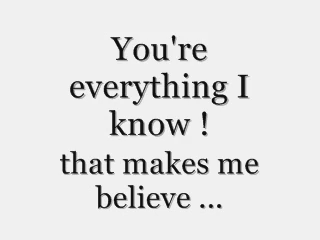 You're
everything I
know !
that makes me
believe ...